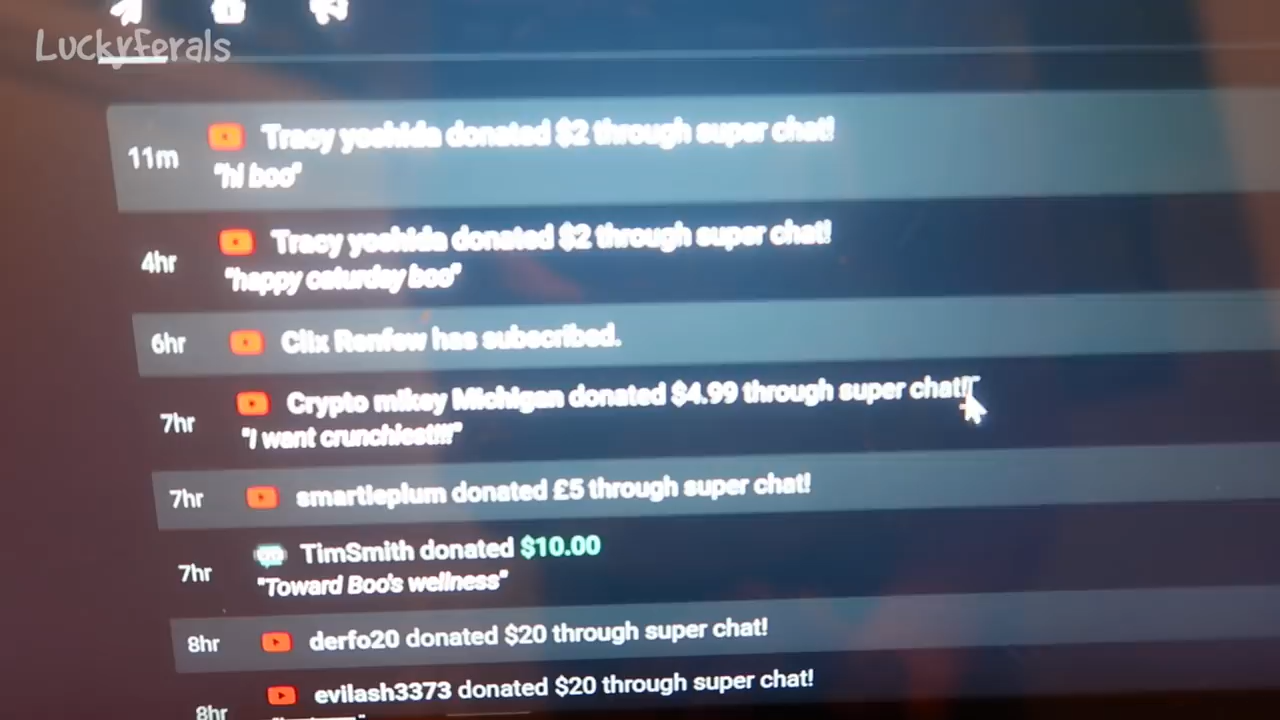 Luckyferals
11m Tracy yoshida donated $2 through super chat!
"hi boo"
4hr Tracy yoshida donated $2 through super chat!
"happy caturday boo"
6hr Clix Renfew has subscribed.
7hr Crypto mikey Michigan donated $4.99 through super chat!
"I want crunchies!!!!"
7hr smartieplum donated £5 through super chat!
7hr TimSmith donated $10.00
"Toward Boo's wellness"
8hr derfo20 donated $20 through super chat!
8hr evilash3373 donated $20 through super chat!